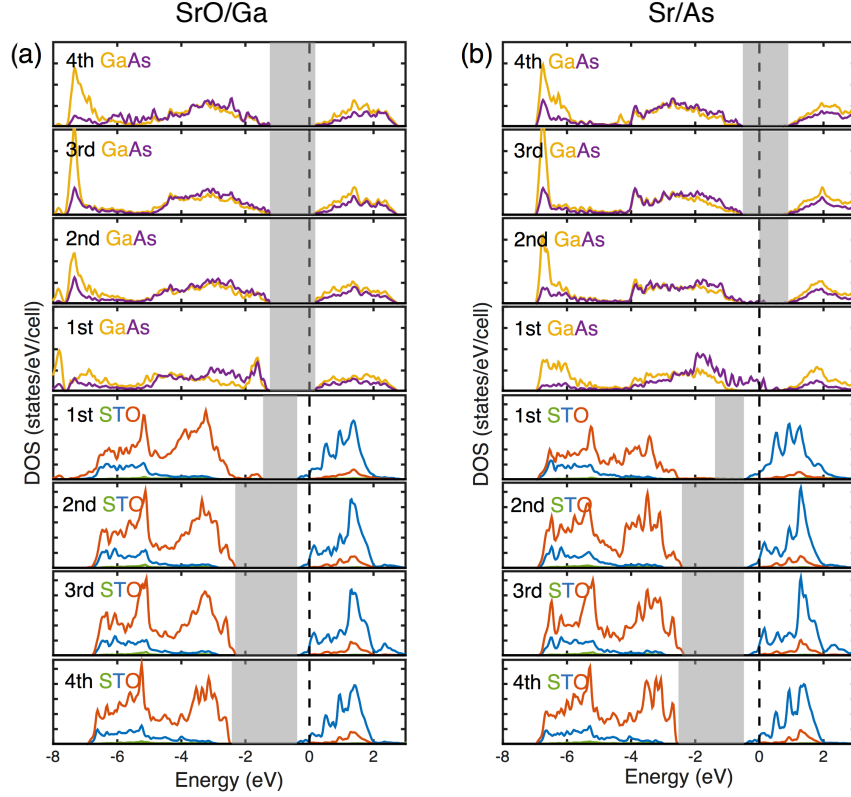 SrO/Ga
Sr/As
(a)
4th GaAs
3rd GaAs
2nd GaAs
1st GaAs
1st STO
2nd STO
3rd STO
4th STO
DOS (states/eV/cell)
-8 -6 -4 -2 0 2
Energy (eV)
(b)
4th GaAs
3rd GaAs
2nd GaAs
1st GaAs
1st STO
2nd STO
3rd STO
4th STO
DOS (states/eV/cell)
-8 -6 -4 -2 0 2
Energy (eV)